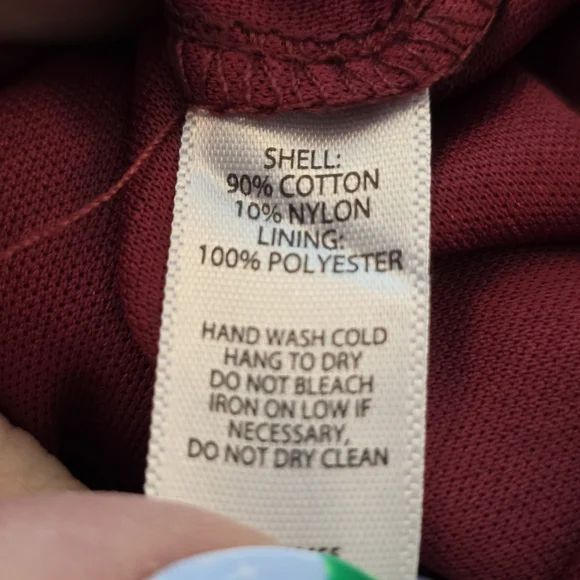 SHELL:
90% COTTON
10% NYLON
LINING:
100% POLYESTER
HAND WASH COLD
HANG TO DRY
DO NOT BLEACH
IRON ON LOW IF
NECESSARY,
DO NOT DRY CLEAN